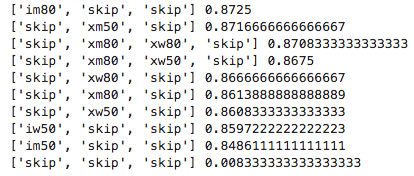 ['im80', 'skip', 'skip'] 0.8725
['skip', 'xm50', 'skip'] 0.8716666666666667
['skip', 'xm80', 'xw80', 'skip'] 0.8708333333333333
['skip', 'xm80', 'xw50', 'skip'] 0.8675
['skip', 'xw80', 'skip'] 0.8666666666666667
['skip', 'xm80', 'skip'] 0.8613888888888889
['skip', 'xw50', 'skip'] 0.8608333333333333
['iw50', 'skip', 'skip'] 0.8597222222222223
['im50', 'skip', 'skip'] 0.8486111111111111
['skip', 'skip', 'skip'] 0.008333333333333333